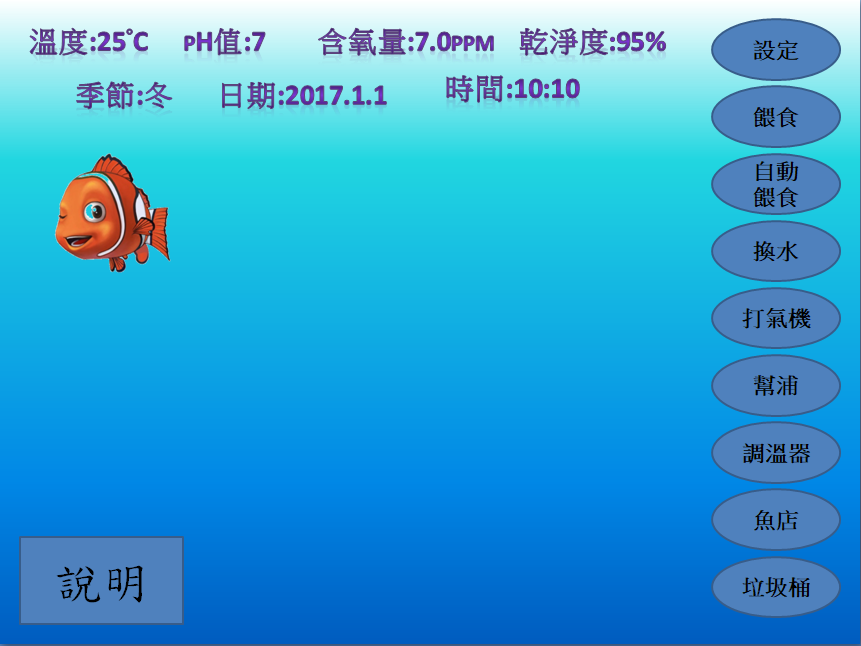 溫度:25°C PH值:7 含氧量:7.0PPM 乾淨度:95%
季節:冬 日期:2017.1.1 時間:10:10
設定
餵食
自動
餵食
換水
打氣機
幫浦
調溫器
魚店
垃圾桶
說明